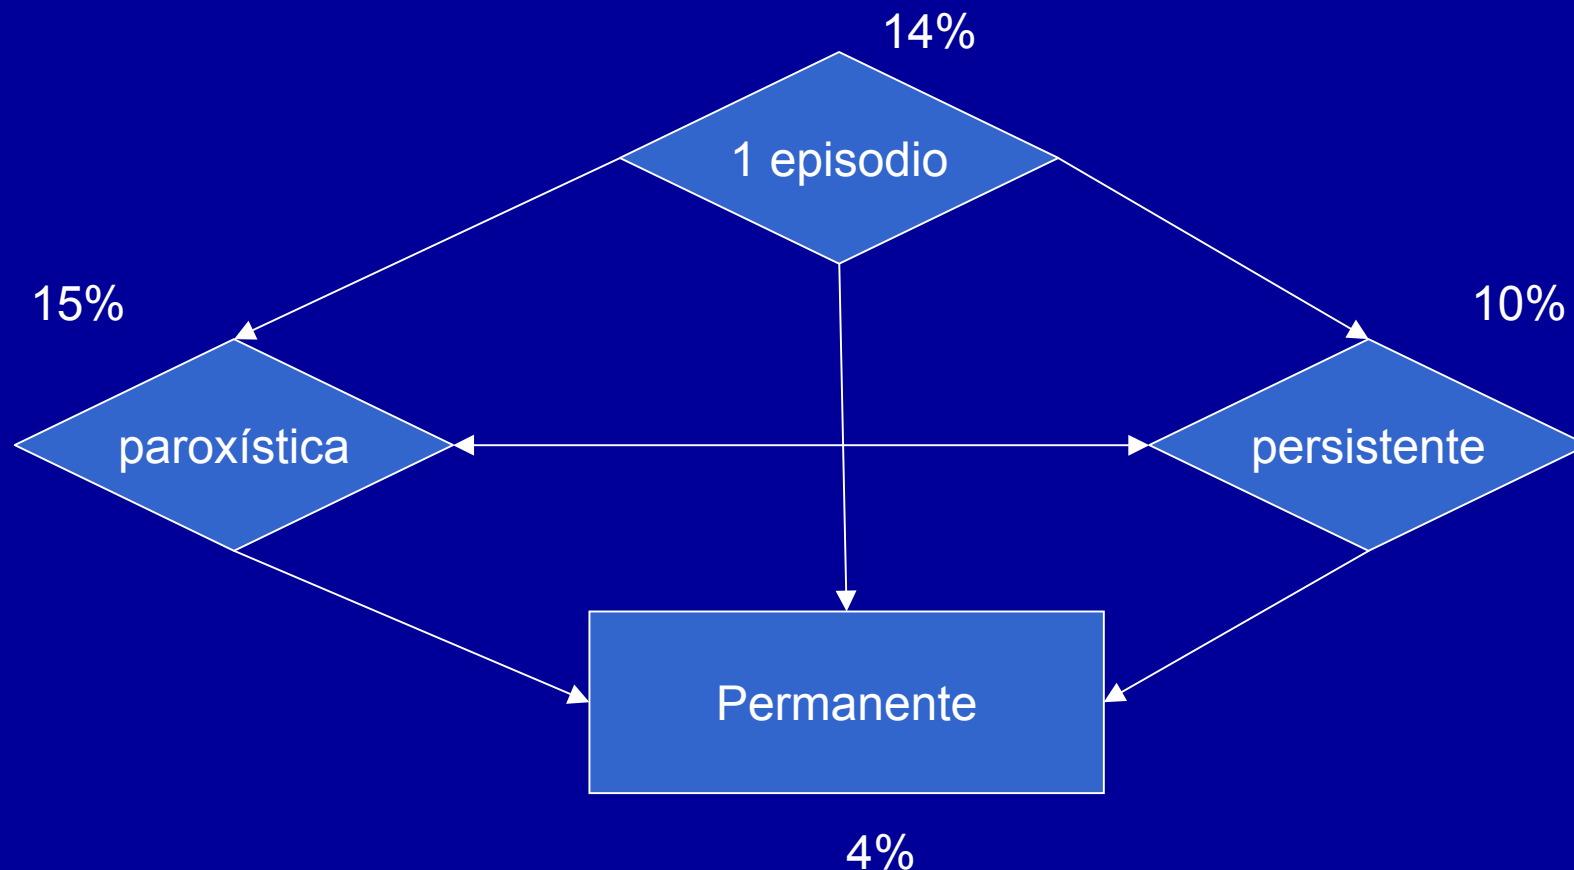 14%
1 episodio
15%
10%
paroxística
persistente
Permanente
4%